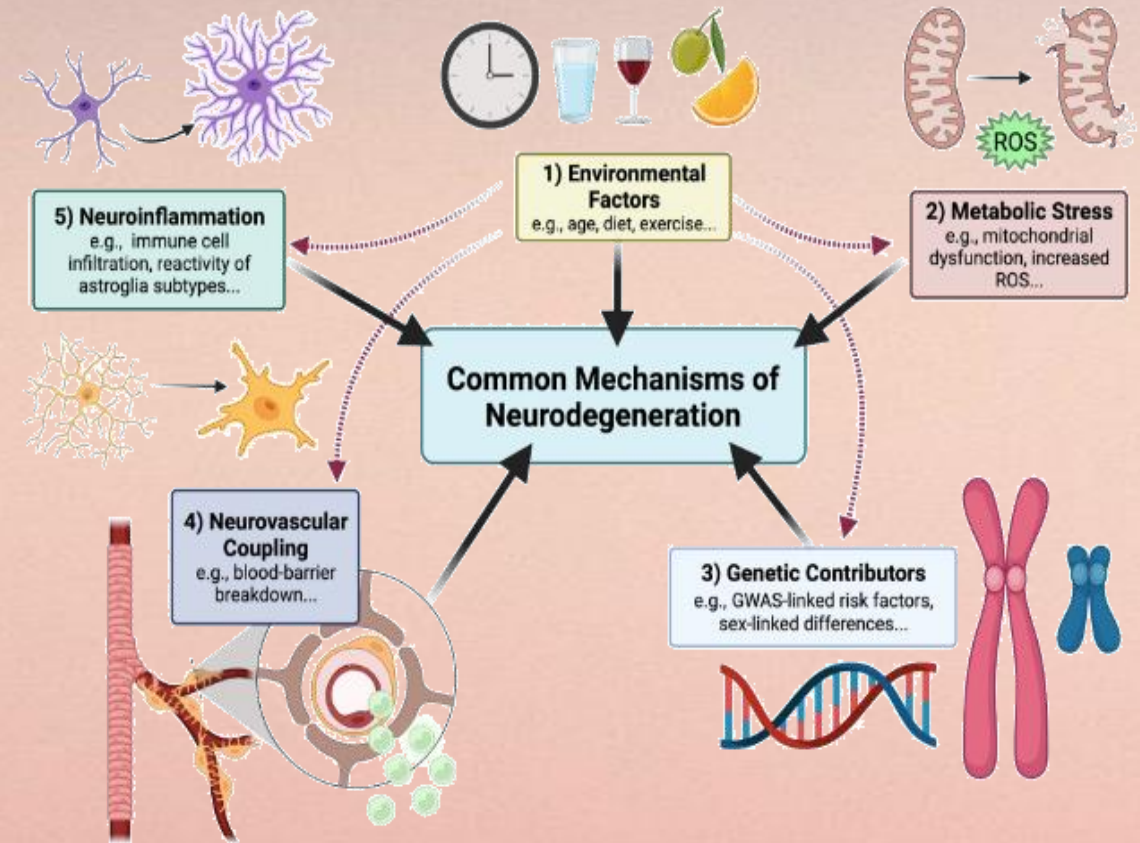 1) Environmental
Factors
e.g., age, diet, exercise...
ROS
2) Metabolic Stress
e.g., mitochondrial
dysfunction, increased
ROS...
5) Neuroinflammation
e.g., immune cell
infiltration, reactivity of
astroglia subtypes...
Common Mechanisms of
Neurodegeneration
4) Neurovascular
Coupling
e.g., blood-barrier
breakdown...
3) Genetic Contributors
e.g., GWAS-linked risk factors,
sex-linked differences...